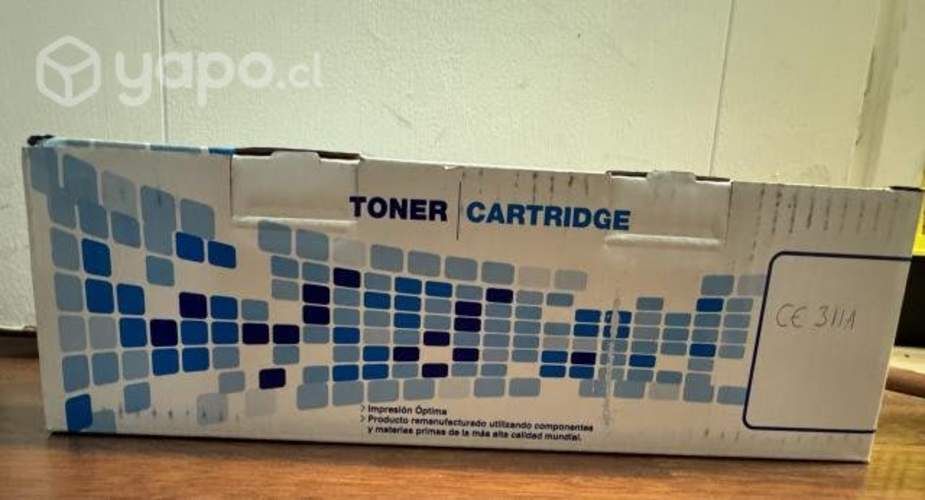 yapo.cl
TONER CARTRIDGE
CE 311A
> Impresión Óptima
> Producto remanufacturado utilizando componentes
y materias primas de la más alta calidad mundial.